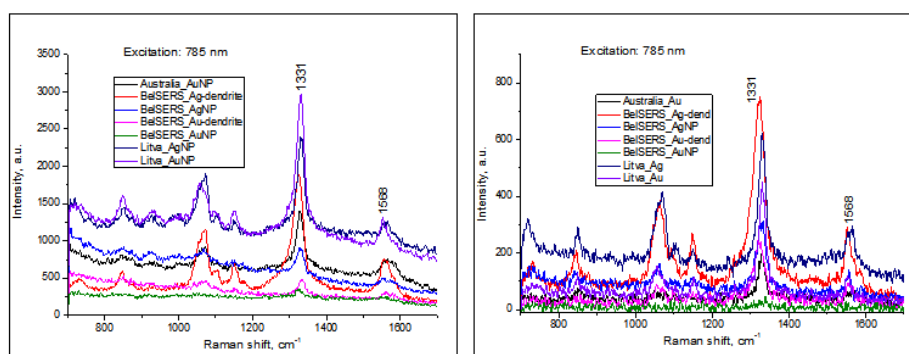 Excitation: 785 nm
1331
Australia_AuNP
BelSERS_Ag-dendrite
BelSERS_AgNP
BelSERS_Au-dendrite
BelSERS_AuNP
Litva_AgNP
Litva_AuNP
1568
Intensity, a.u.
3500
3000
2500
2000
1500
1000
500
0
800 1000 1200 1400 1600
Raman shift, cm-1
Excitation: 785 nm
1331
Australia_Au
BelSERS_Ag-dend
BelSERS_AgNP
BelSERS_Au-dend
BelSERS_AuNP
Litva_Ag
Litva_Au
1568
Intensity, a.u.
800
600
400
200
0
800 1000 1200 1400 1600
Raman shift, cm-1